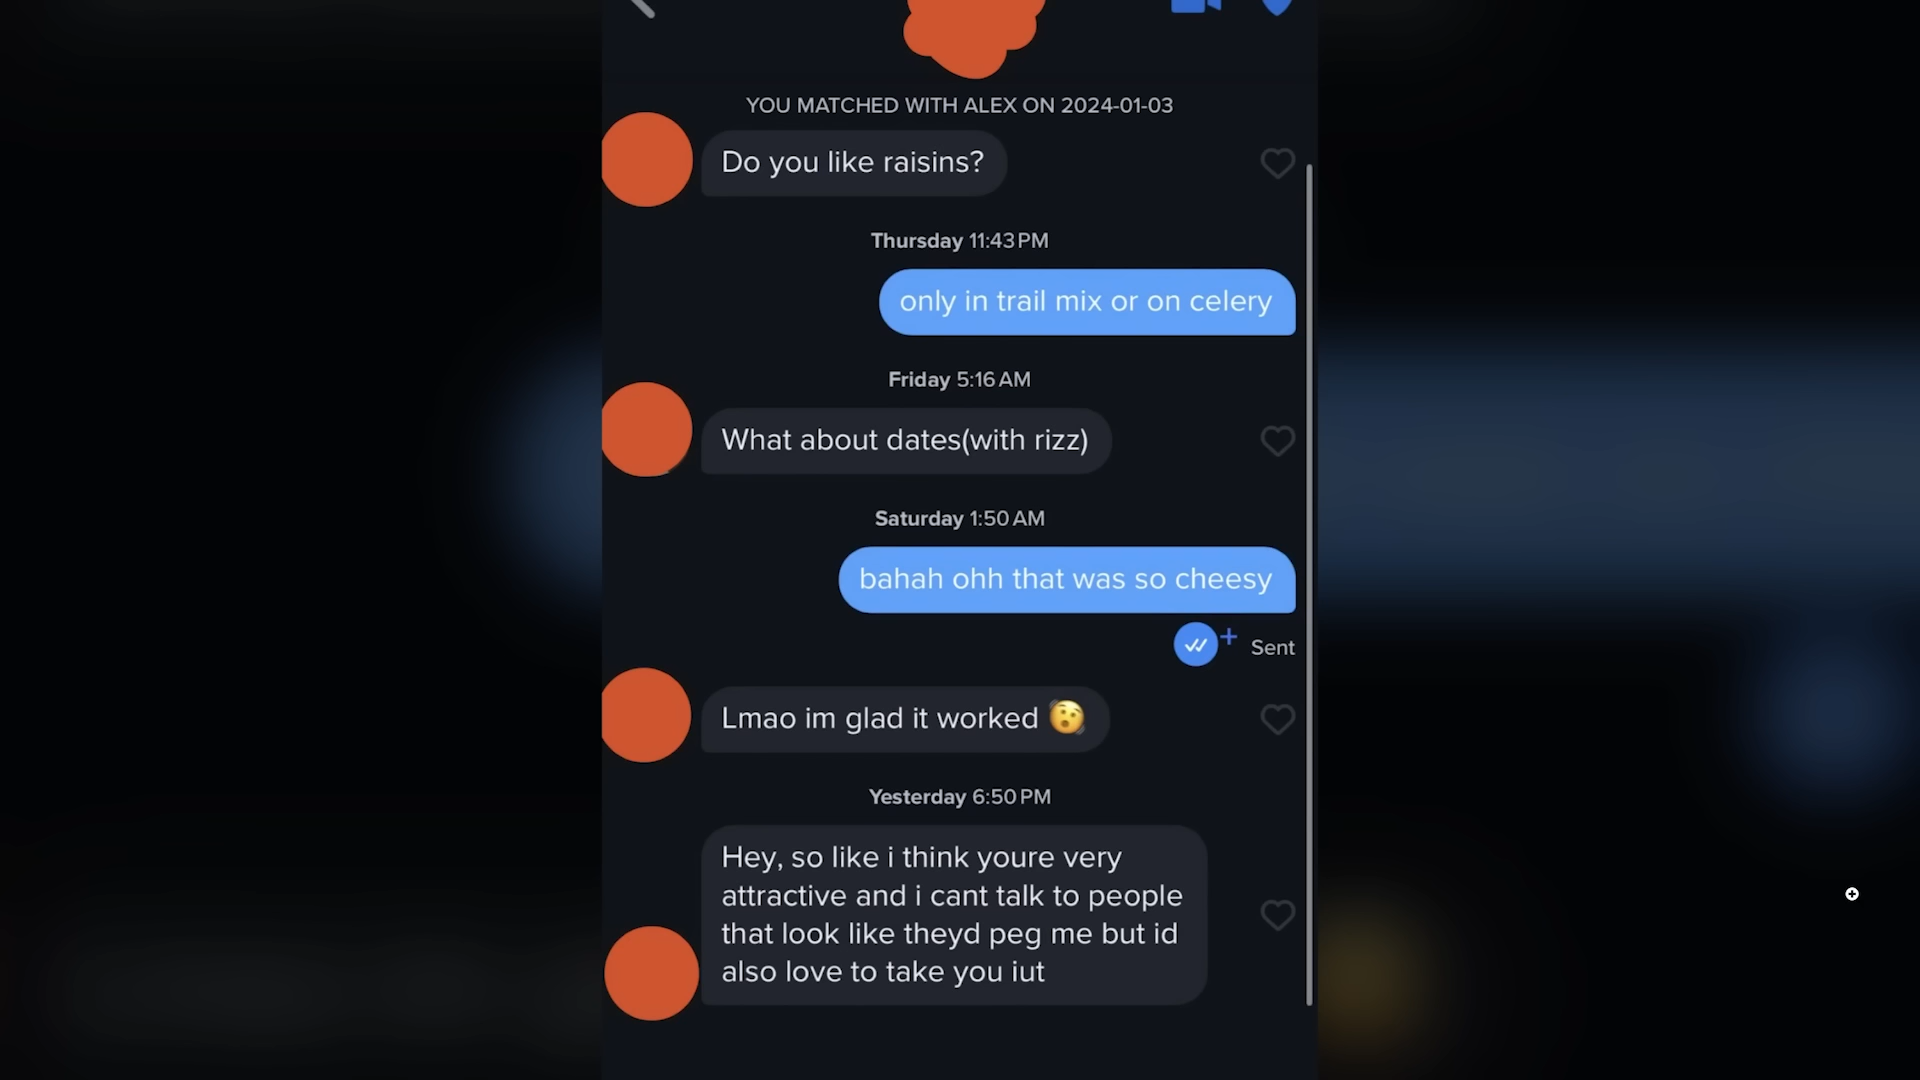 YOU MATCHED WITH ALEX ON 2024-01-03
Do you like raisins?
Thursday 11:43 PM
only in trail mix or on celery
Friday 5:16 AM
What about dates(with rizz)
Saturday 1:50 AM
bahah ohh that was so cheesy
Sent
Lmao im glad it worked 🫢
Yesterday 6:50 PM
Hey, so like i think youre very
attractive and i cant talk to people
that look like theyd peg me but id
also love to take you iut